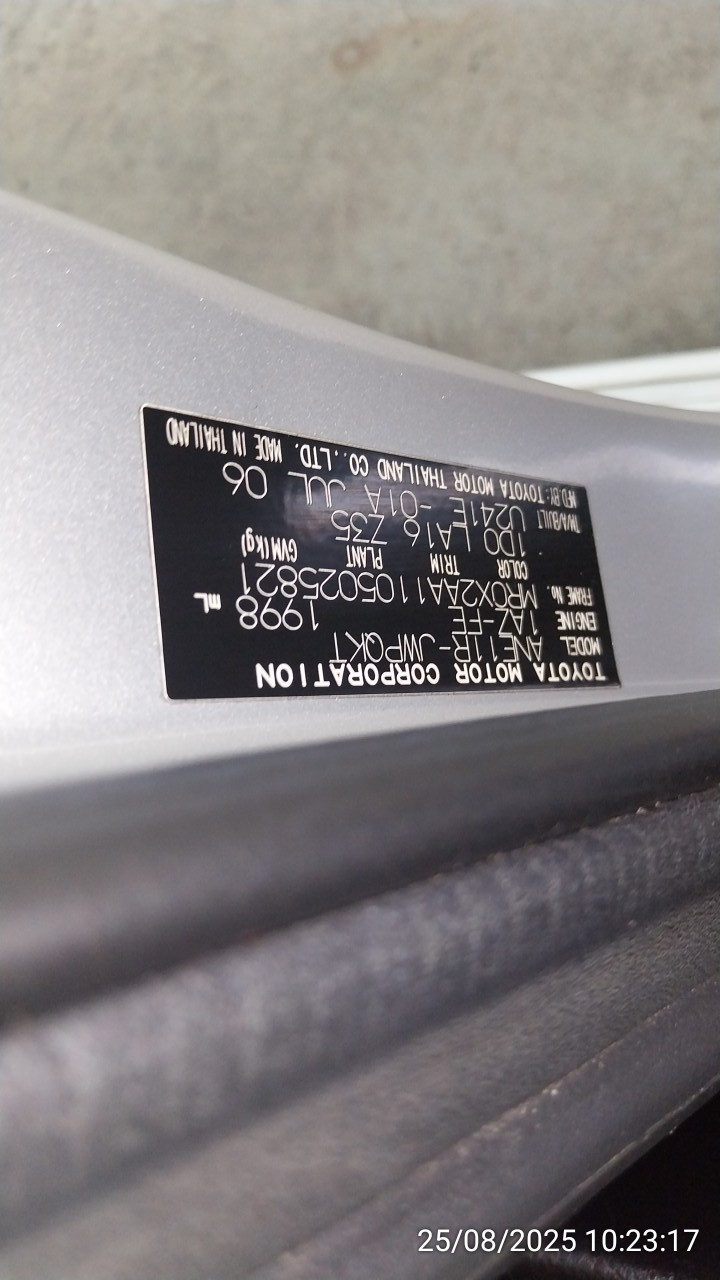 TOYOTA MOTOR CORPORATION
MODEL ANE11R-JWPQKT
ENGINE 1AZ-FE 1998 mL
FRAME No. MR0X2AA1105025821
COLOR TRIM PLANT GVM(kg)
1D0 LA16 Z35
T/A/BUILT U241E-01A JUL 06
MFD. BY: TOYOTA MOTOR THAILAND CO.,LTD. MADE IN THAILAND
25/08/2025 10:23:17